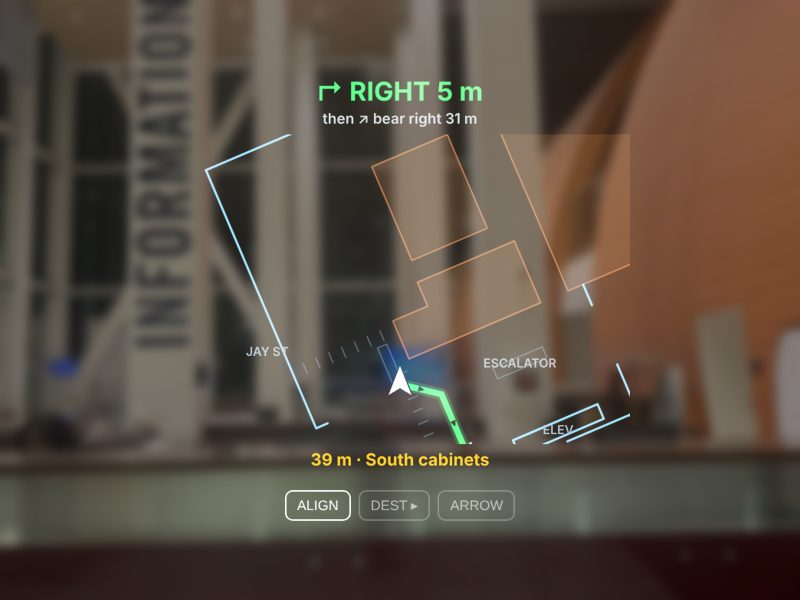 INFORMATION
RIGHT 5 m
then ↗ bear right 31 m
JAY ST
ESCALATOR
ELEV
39 m · South cabinets
ALIGN
DEST ▸
ARROW